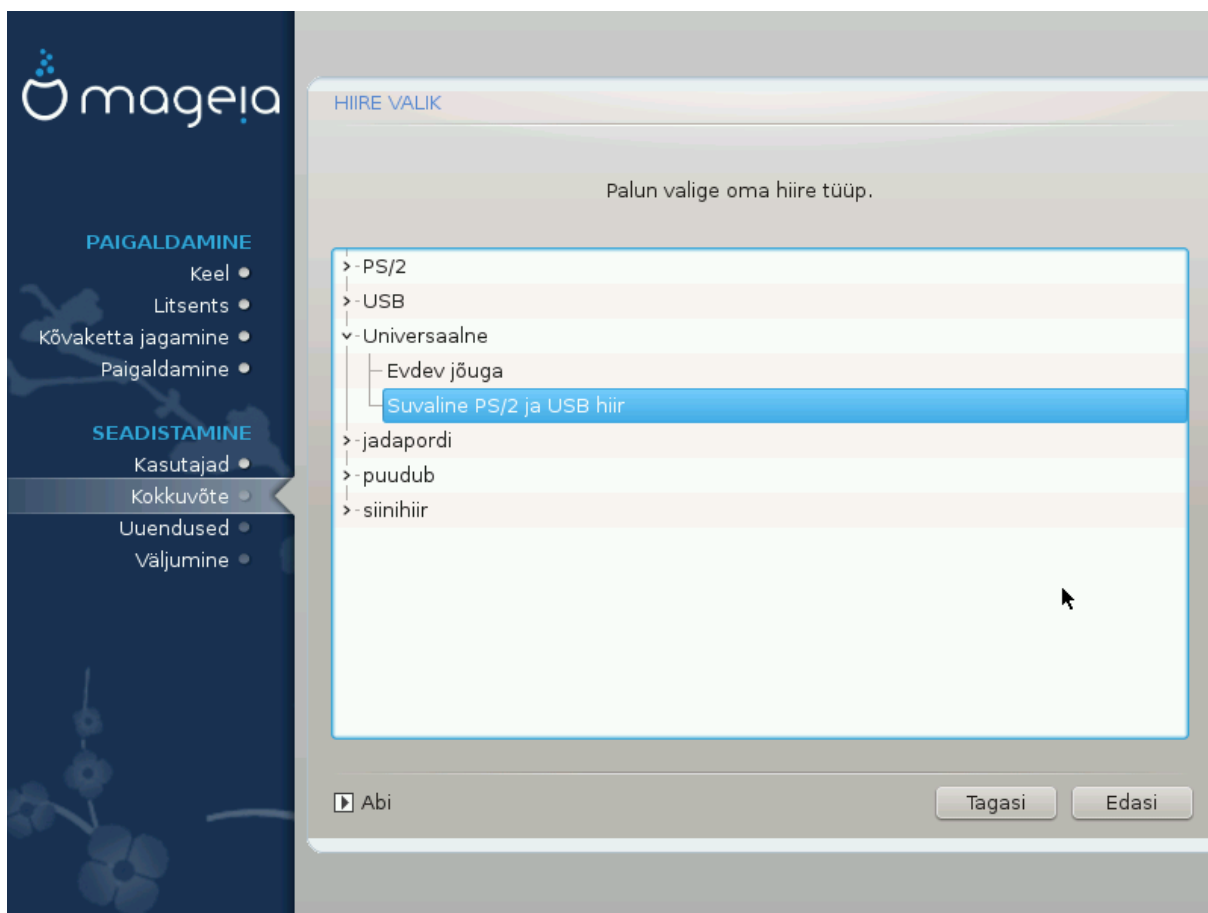 mageia
PAIGALDAMINE
Keel
Litsents
Kõvaketta jagamine
Paigaldamine
SEADISTAMINE
Kasutajad
Kokkuvõte
Uuendused
Väljumine
HIIRE VALIK
Palun valige oma hiire tüüp.
PS/2
USB
Universaalne
Evdev jõuga
Suvaline PS/2 ja USB hiir
jadapordi
puudub
siinihiir
Abi
Tagasi
Edasi